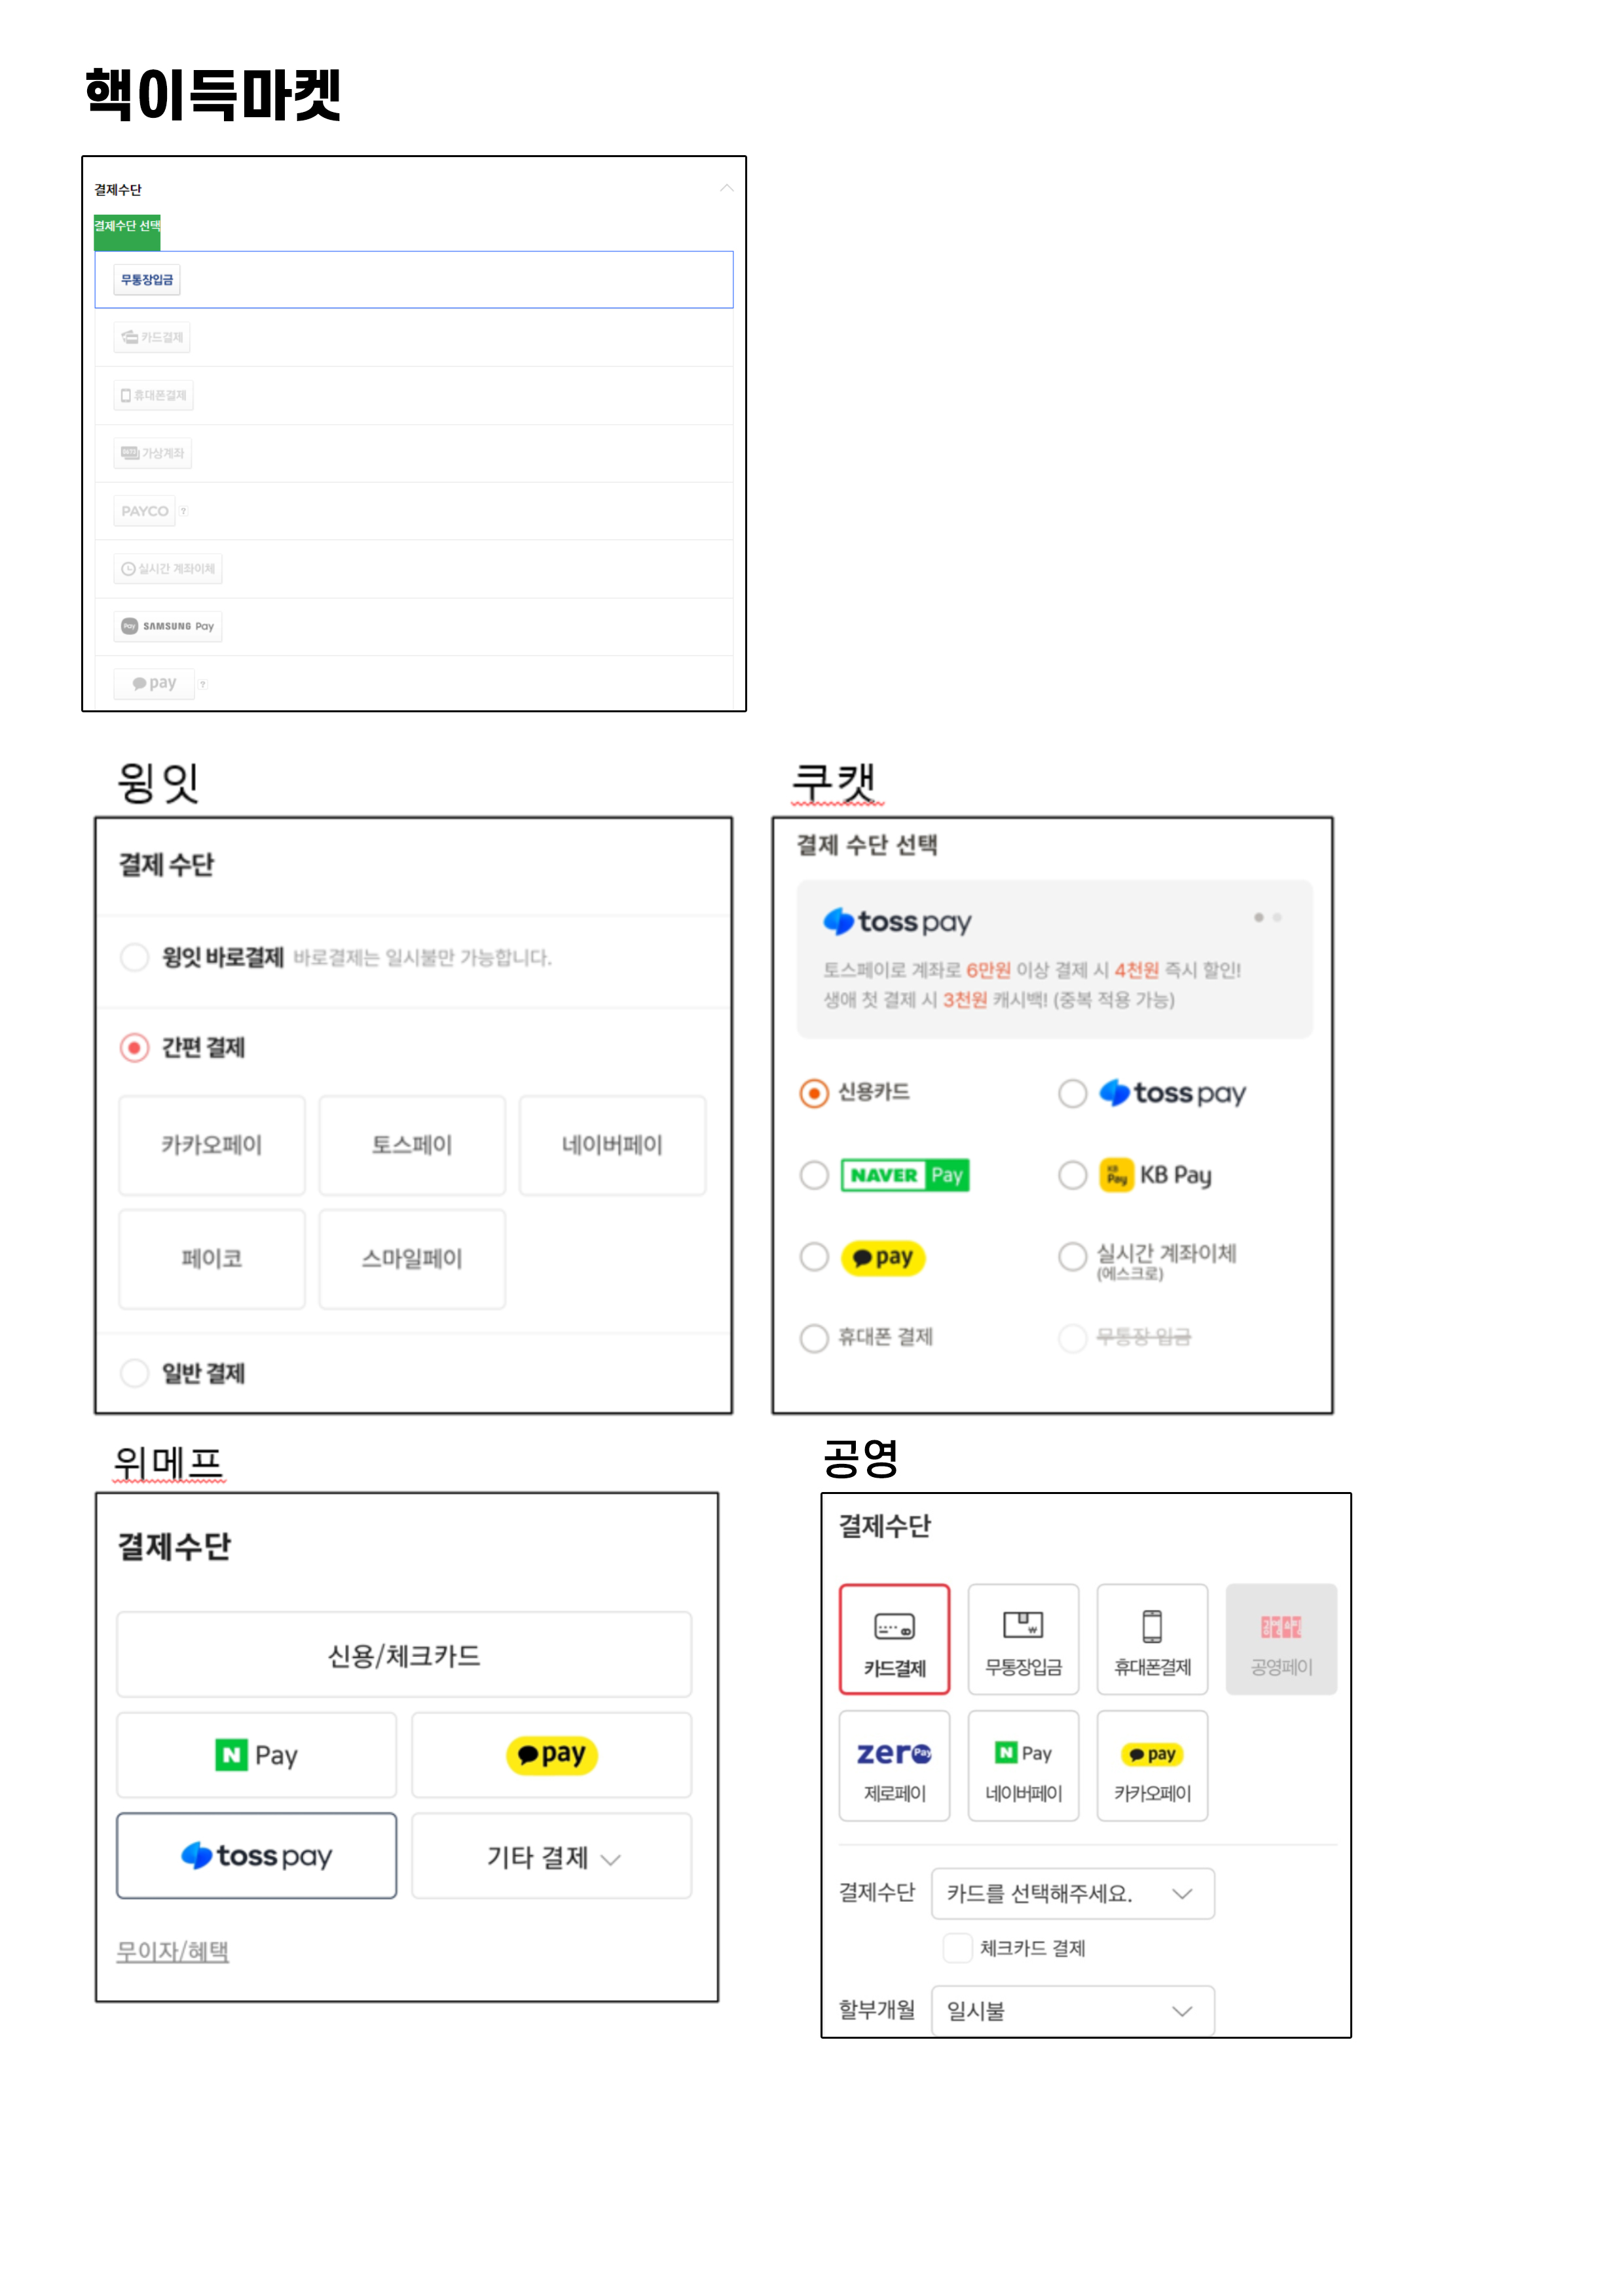 핵이득마켓
결제수단
결제수단 선택
무통장입금
카드결제
휴대폰결제
가상계좌
PAYCO ?
실시간 계좌이체
Pay SAMSUNG Pay
pay ?
윙잇
결제 수단
윙잇 바로결제 바로결제는 일시불만 가능합니다.
간편 결제
카카오페이 토스페이 네이버페이
페이코 스마일페이
일반 결제
쿠캣
결제 수단 선택
toss pay
토스페이로 계좌로 6만원 이상 결제 시 4천원 즉시 할인!
생애 첫 결제 시 3천원 캐시백! (중복 적용 가능)
신용카드 toss pay
NAVER Pay KB Pay KB Pay
pay 실시간 계좌이체
(에스크로)
휴대폰 결제 무통장 입금
위메프
결제수단
신용/체크카드
N Pay pay
toss pay 기타 결제
무이자/혜택
공영
결제수단
카드결제 무통장입금 휴대폰결제 공영페이
zero Pay N Pay pay
제로페이 네이버페이 카카오페이
결제수단 카드를 선택해주세요.
체크카드 결제
할부개월 일시불